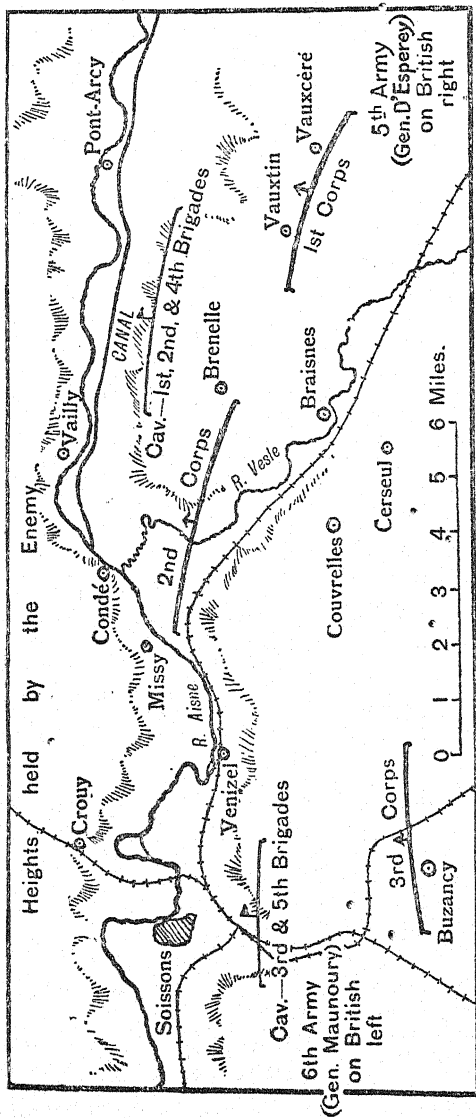 Heights held by the Enemy
Crouy
Soissons
Condé
Missy
Vailly
Pont-Arcy
CANAL
R. Aisne
Venizel
Cav.—1st, 2nd, & 4th Brigades
2nd Corps
Brenelle
R. Vesle
Vauxtin
Vauxcéré
1st Corps
Braisnes
Cav.—3rd & 5th Brigades
6th Army
(Gen. Maunoury)
on British
left
Couvrelles
Cerseul
5th Army
(Gen. D'Esperey)
on British
right
3rd Corps
Buzancy
0 1 2 3 4 5 6 Miles.